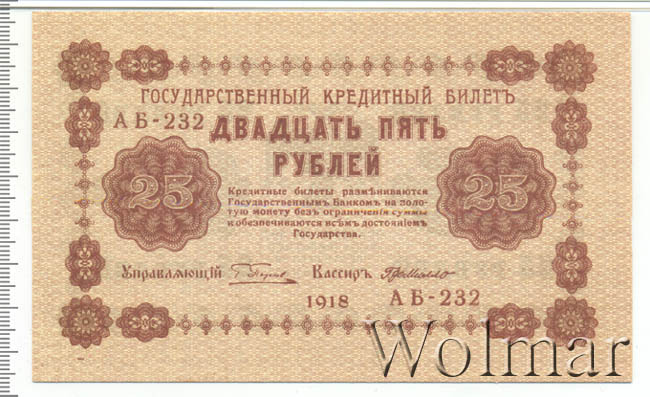 ГОСУДАРСТВЕННЫЙ КРЕДИТНЫЙ БИЛЕТЪ
АБ-232
ДВАДЦАТЬ ПЯТЬ
РУБЛЕЙ
25
25
Кредитные билеты размѣниваются
Государственнымъ Банкомъ на золо-
тую монету безъ ограниченія суммы
и обезпечиваются всѣмъ достояніемъ
Государства.
Управляющій
Кассиръ
1918 АБ-232
Wolmar